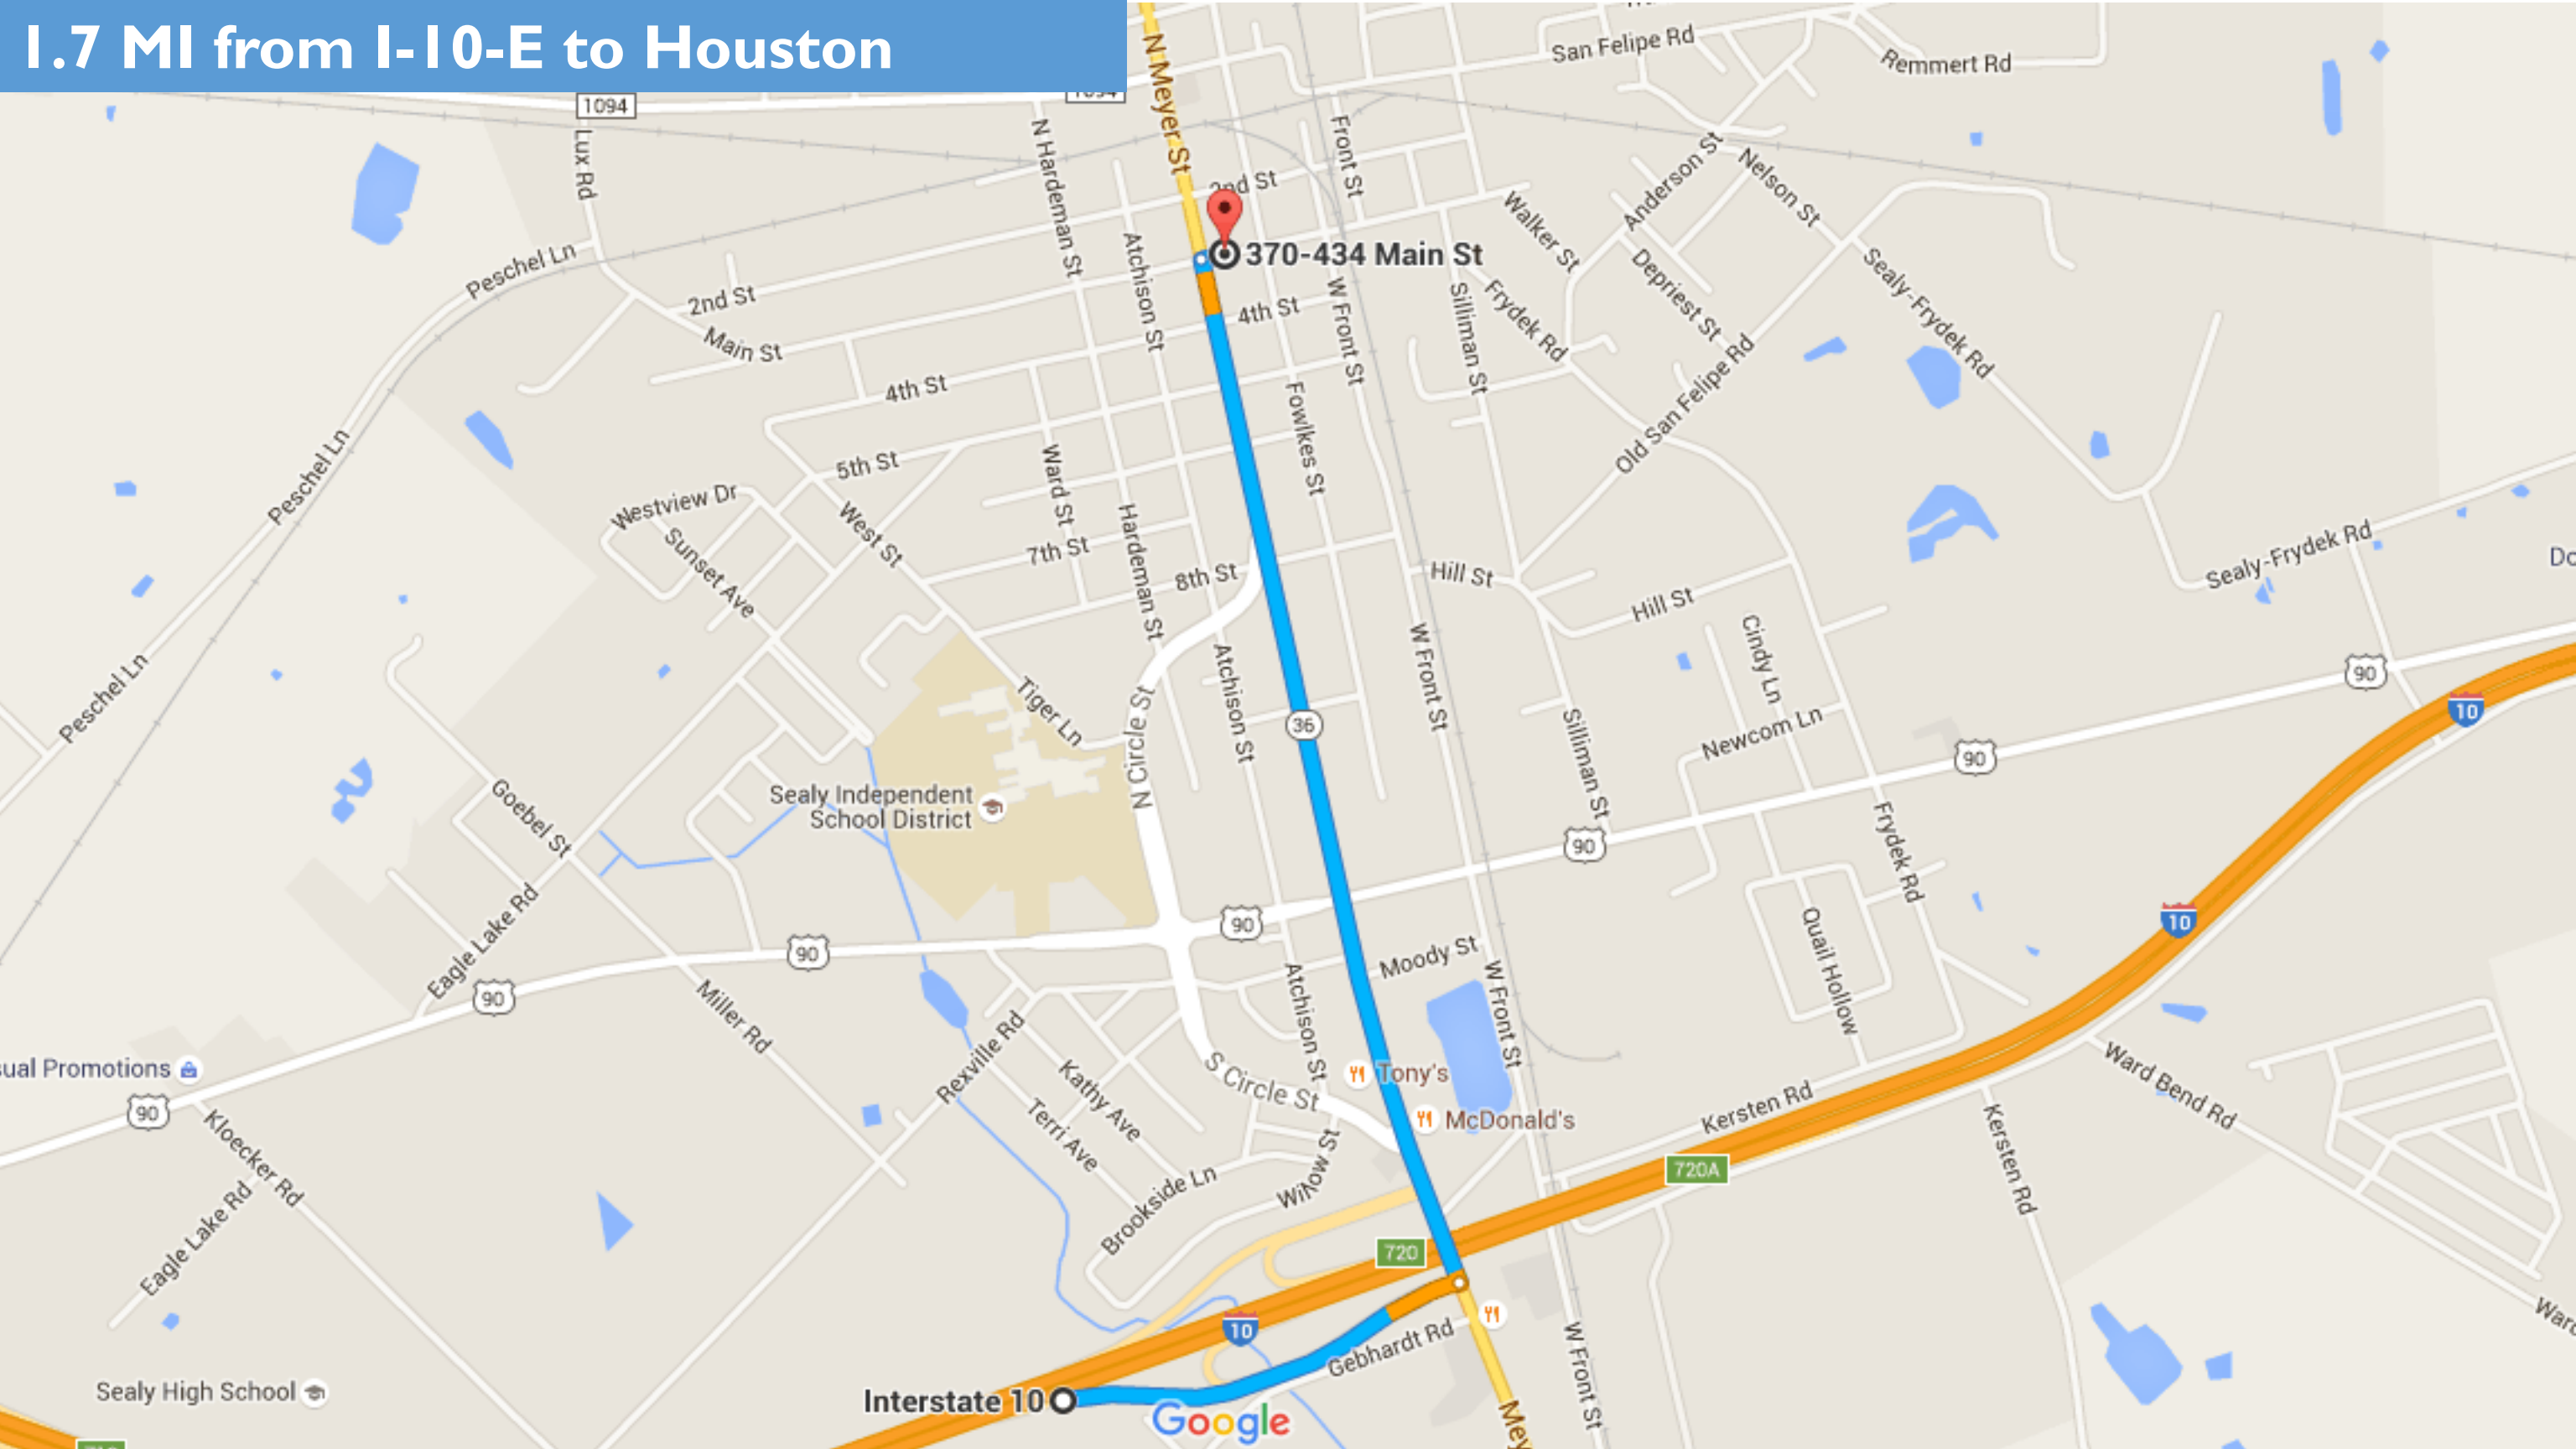 1.7 MI from I-10-E to Houston
San Felipe Rd
Remmert Rd
1094
1094
N Meyer St
Lux Rd
N Hardeman St
Front St
Anderson St
Nelson St
2nd St
Walker St
Atchison St
370-434 Main St
Peschel Ln
Depriest St
Sealy-Frydek Rd
2nd St
4th St
W Front St
Silliman St
Frydek Rd
Main St
4th St
Fowlkes St
Old San Felipe Rd
Peschel Ln
5th St
Ward St
Westview Dr
West St
Sunset Ave
Hardeman St
7th St
8th St
Hill St
Hill St
Sealy-Frydek Rd
Do
Peschel Ln
Tiger Ln
Atchison St
W Front St
Cindy Ln
90
10
N Circle St
36
Silliman St
Newcom Ln
90
Sealy Independent
School District
Goebel St
90
Frydek Rd
Eagle Lake Rd
90
90
90
Moody St
Quail Hollow
10
Miller Rd
Atchison St
W Front St
Rexville Rd
ual Promotions
90
Kathy Ave
S Circle St
Tony's
McDonald's
Kersten Rd
Ward Bend Rd
Kloecker Rd
Terri Ave
Willow St
720A
Kersten Rd
Eagle Lake Rd
Brookside Ln
720
10
Gebhardt Rd
W Front St
Ward
Sealy High School
Interstate 10
Google
Mey